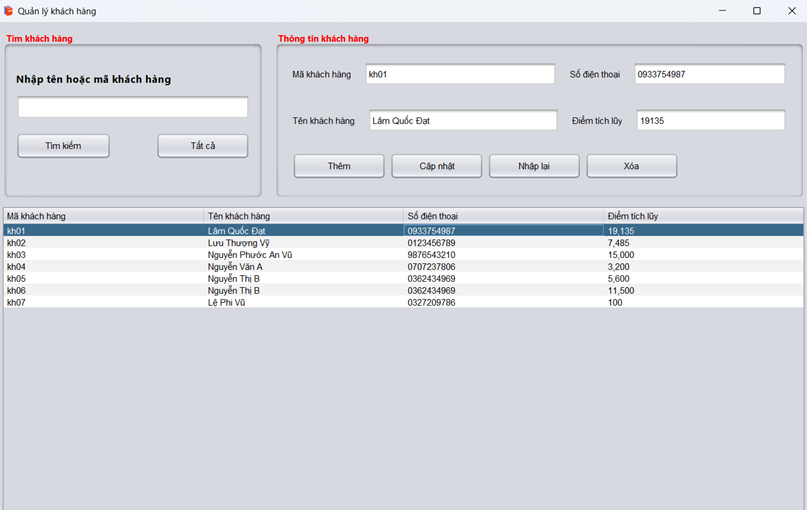 Quản lý khách hàng
Tìm khách hàng
Nhập tên hoặc mã khách hàng
Tìm kiếm Tất cả
Thông tin khách hàng
Mã khách hàng kh01 Số điện thoại 0933754987
Tên khách hàng Lâm Quốc Đạt Điểm tích lũy 19135
Thêm Cập nhật Nhập lại Xóa
Mã khách hàng Tên khách hàng Số điện thoại Điểm tích lũy
kh01 Lâm Quốc Đạt 0933754987 19,135
kh02 Lưu Thượng Vỹ 0123456789 7,485
kh03 Nguyễn Phước An Vũ 9876543210 15,000
kh04 Nguyễn Văn A 0707237806 3,200
kh05 Nguyễn Thị B 0362434969 5,600
kh06 Nguyễn Thị B 0362434969 11,500
kh07 Lê Phi Vũ 0327209786 100